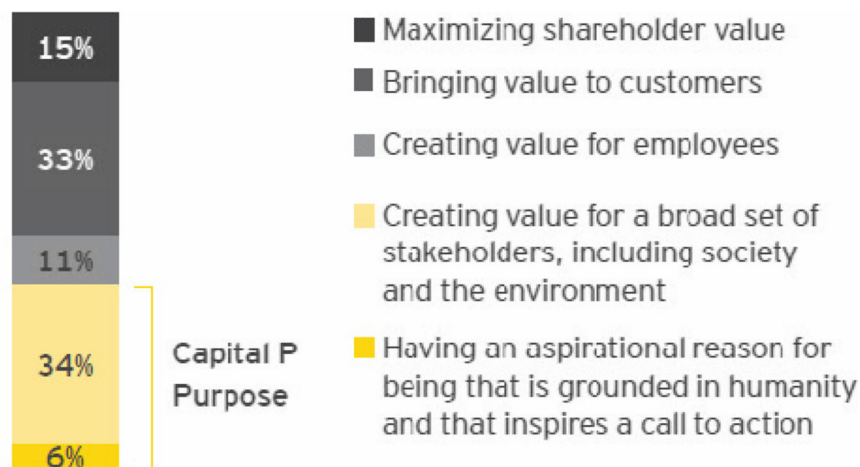 15%
33%
11%
34%
6%
Capital P
Purpose
Maximizing shareholder value
Bringing value to customers
Creating value for employees
Creating value for a broad set of
stakeholders, including society
and the environment
Having an aspirational reason for
being that is grounded in humanity
and that inspires a call to action